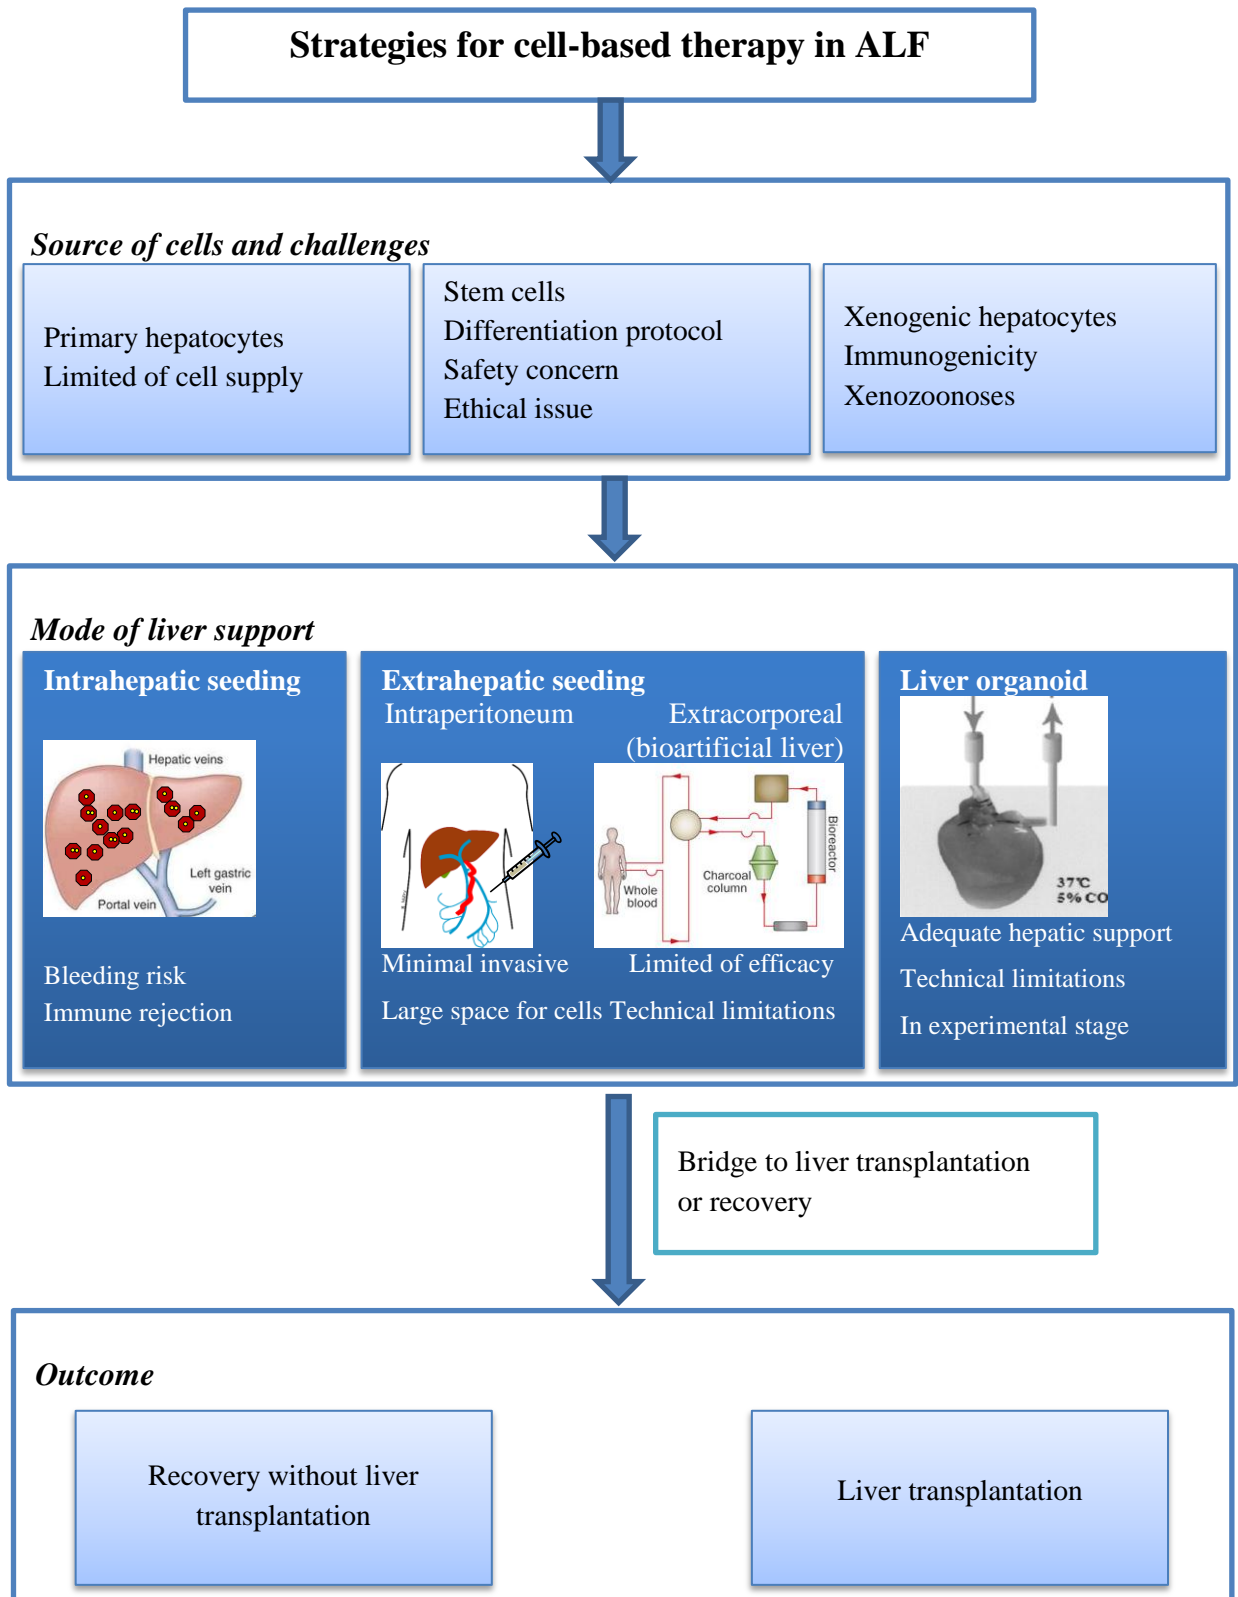 Strategies for cell-based therapy in ALF
Source of cells and challenges
Primary hepatocytes
Limited of cell supply
Stem cells
Differentiation protocol
Safety concern
Ethical issue
Xenogenic hepatocytes
Immunogenicity
Xenozoonoses
Mode of liver support
Intrahepatic seeding
Hepatic veins
Left gastric
vein
Portal vein
Bleeding risk
Immune rejection
Extrahepatic seeding
Intraperitoneum
Extracorporeal
(bioartificial liver)
Whole
blood
Charcoal
column
Bioreactor
Minimal invasive
Limited of efficacy
Large space for cells Technical limitations
Liver organoid
37°C
5% CO
Adequate hepatic support
Technical limitations
In experimental stage
Bridge to liver transplantation
or recovery
Outcome
Recovery without liver
transplantation
Liver transplantation